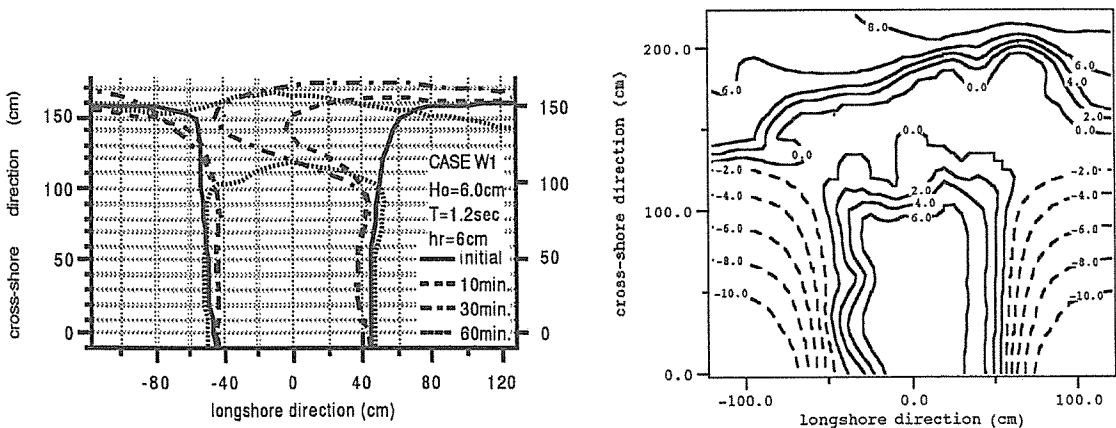 cross-shore direction (cm)
150
100
50
0
150
100
50
0
CASE W1
Ho=6.0cm
T=1.2sec
hr=6cm
initial
10min.
30min.
60min.
-80 -40 0 40 80 120
longshore direction (cm)
cross-shore direction (cm)
200.0
100.0
0.0
8.0
6.0
6.0
4.0
0.0
2.0
0.0
0.0
0.0
-2.0
-2.0
2.0
-4.0
4.0
-4.0
-6.0
6.0
-6.0
-8.0
-8.0
-10.0
-10.0
-100.0 0.0 100.0
longshore direction (cm)